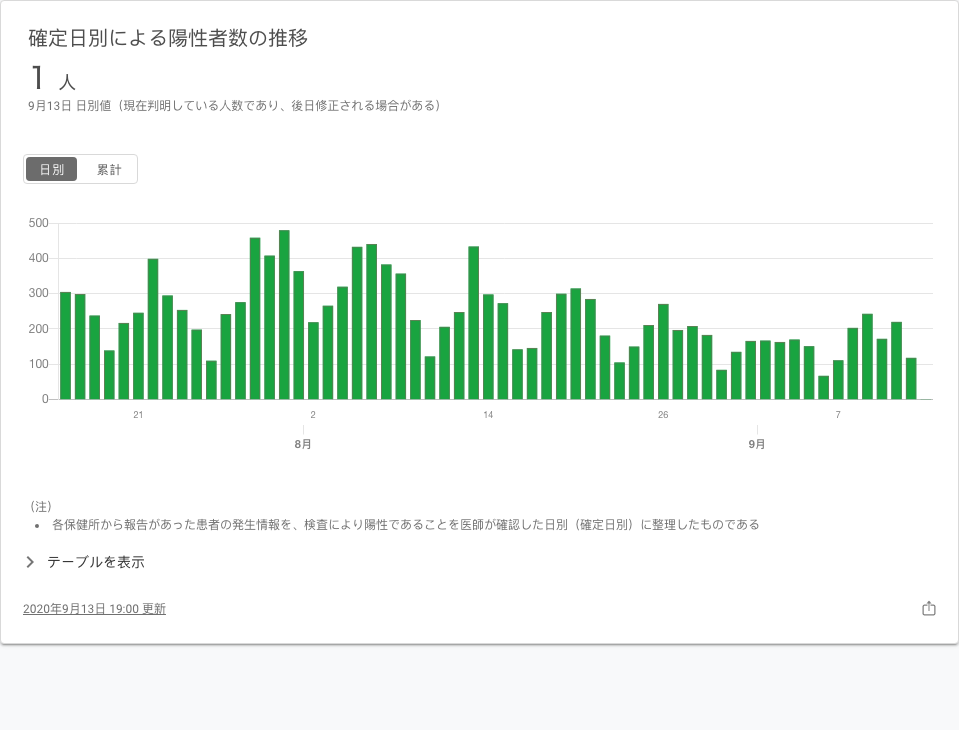 確定日別による陽性者数の推移
1 人
9月13日 日別値（現在判明している人数であり、後日修正される場合がある）
日別 累計
500
400
300
200
100
0
21 2 14 26 7
8月 9月
（注）
• 各保健所から報告があった患者の発生情報を、検査により陽性であることを医師が確認した日別（確定日別）に整理したものである
テーブルを表示
2020年9月13日 19:00 更新